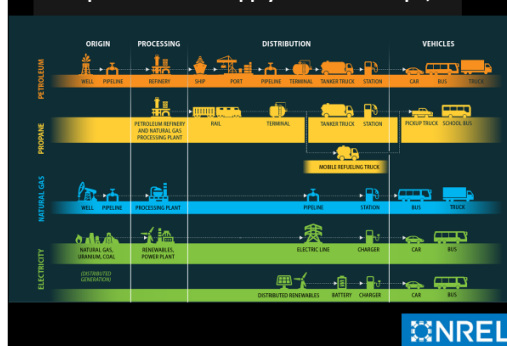 ORIGIN PROCESSING DISTRIBUTION VEHICLES
PETROLEUM
WELL PIPELINE REFINERY SHIP PORT PIPELINE TERMINAL TANKER TRUCK STATION CAR BUS TRUCK
PROPANE
PETROLEUM REFINERY
AND NATURAL GAS
PROCESSING PLANT
RAIL TERMINAL TANKER TRUCK STATION PICKUP TRUCK SCHOOL BUS
MOBILE REFUELING TRUCK
NATURAL GAS
WELL PIPELINE PROCESSING PLANT PIPELINE STATION BUS TRUCK
ELECTRICITY
NATURAL GAS,
URANIUM, COAL
RENEWABLES,
POWER PLANT
ELECTRIC LINE CHARGER CAR BUS
(DISTRIBUTED
GENERATION)
DISTRIBUTED RENEWABLES BATTERY CHARGER CAR BUS
NREL